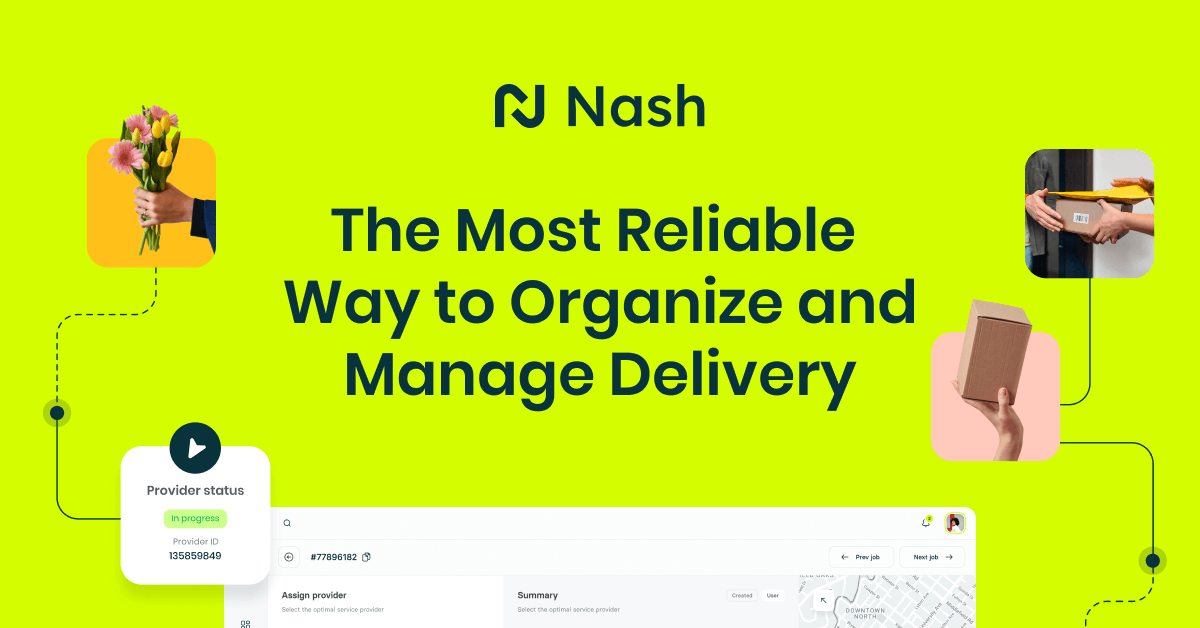 Nash
The Most Reliable
Way to Organize and
Manage Delivery
Provider status
In progress
Provider ID
135859849
2
#77896182
Prev job
Next job
Assign provider
Select the optimal service provider
Summary
Select the optimal service provider
Created
User
DOWNTOWN
NORTH